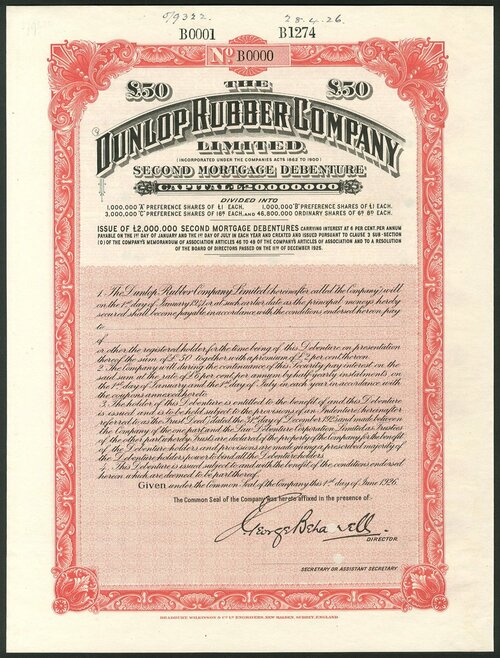 o/9322. 28.4.26.
B0001 B1274
No. B0000
£50 THE £50
DUNLOP RUBBER COMPANY
LIMITED.
(INCORPORATED UNDER THE COMPANIES ACTS 1862 TO 1900)
SECOND MORTGAGE DEBENTURE
CAPITAL £20,000,000
DIVIDED INTO
1,000,000 "A" PREFERENCE SHARES OF £1 EACH, 1,000,000 "B" PREFERENCE SHARES OF £1 EACH
3,000,000 "C" PREFERENCE SHARES OF 16/- EACH, AND 46,800,000 ORDINARY SHARES OF 6/8 EACH.
ISSUE OF £2,000,000 SECOND MORTGAGE DEBENTURES CARRYING INTEREST AT 6 PER CENT. PER ANNUM
PAYABLE ON THE 1ST DAY OF JANUARY AND THE 1ST DAY OF JULY IN EACH YEAR AND CREATED AND ISSUED PURSUANT TO CLAUSE 3 SUB-SECTION
(O) OF THE COMPANY'S MEMORANDUM OF ASSOCIATION ARTICLES 46 TO 49 OF THE COMPANY'S ARTICLES OF ASSOCIATION AND TO A RESOLUTION
OF THE BOARD OF DIRECTORS PASSED ON THE 11TH OF DECEMBER 1925.
1. The Dunlop Rubber Company Limited (hereinafter called the Company) will
on the 1st day of January or at such earlier date as the principal moneys hereby
secured shall become payable in accordance with the conditions endorsed hereon pay
to
of
or other the registered holder for the time being of this Debenture on presentation
thereof the sum of £50 together with a premium of £2 per cent thereon.
2. The Company will during the continuance of this security pay interest on the
said sum at the rate of £6 per cent. per annum by half-yearly instalments on
the 1st day of January and the 1st day of July in each year in accordance with
the coupons annexed hereto
3. The holder of this Debenture is entitled to the benefit of and this Debenture
is issued and is to be held subject to the provisions of an Indenture (hereinafter
referred to as the Trust Deed) dated the 31st day of December 1925 and made between
the Company of the one part and the Law Debenture Corporation Limited as Trustees
of the other part whereby trusts are declared of the property of the Company for the benefit
of the Debenture holders and provisions are made giving a prescribed majority of
the Debenture holders power to bind all the Debenture holders
4. This Debenture is issued subject to and with the benefit of the conditions endorsed
hereon which are deemed to be part thereof.
Given under the Common Seal of the Company this 1st day of June 1926.
The Common Seal of the Company was hereto affixed in the presence of:-
George Beharrell
DIRECTOR.
SECRETARY OR ASSISTANT SECRETARY.
BRADBURY WILKINSON & Co Ld ENGRAVERS, NEW MALDEN, SURREY, ENGLAND